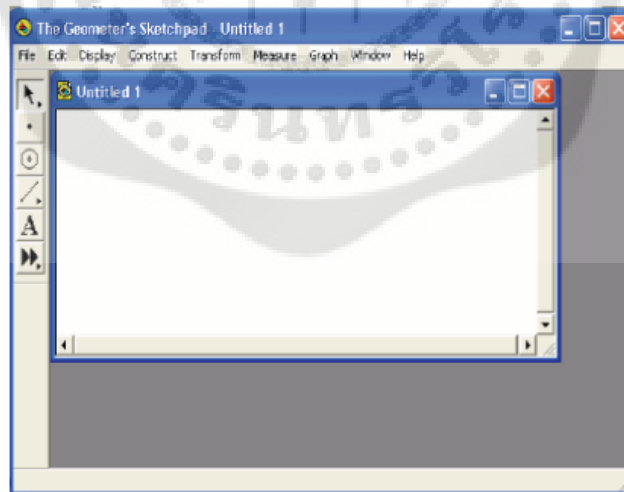 The Geometer's Sketchpad - Untitled 1
File Edit Display Construct Transform Measure Graph Window Help
Untitled 1
A